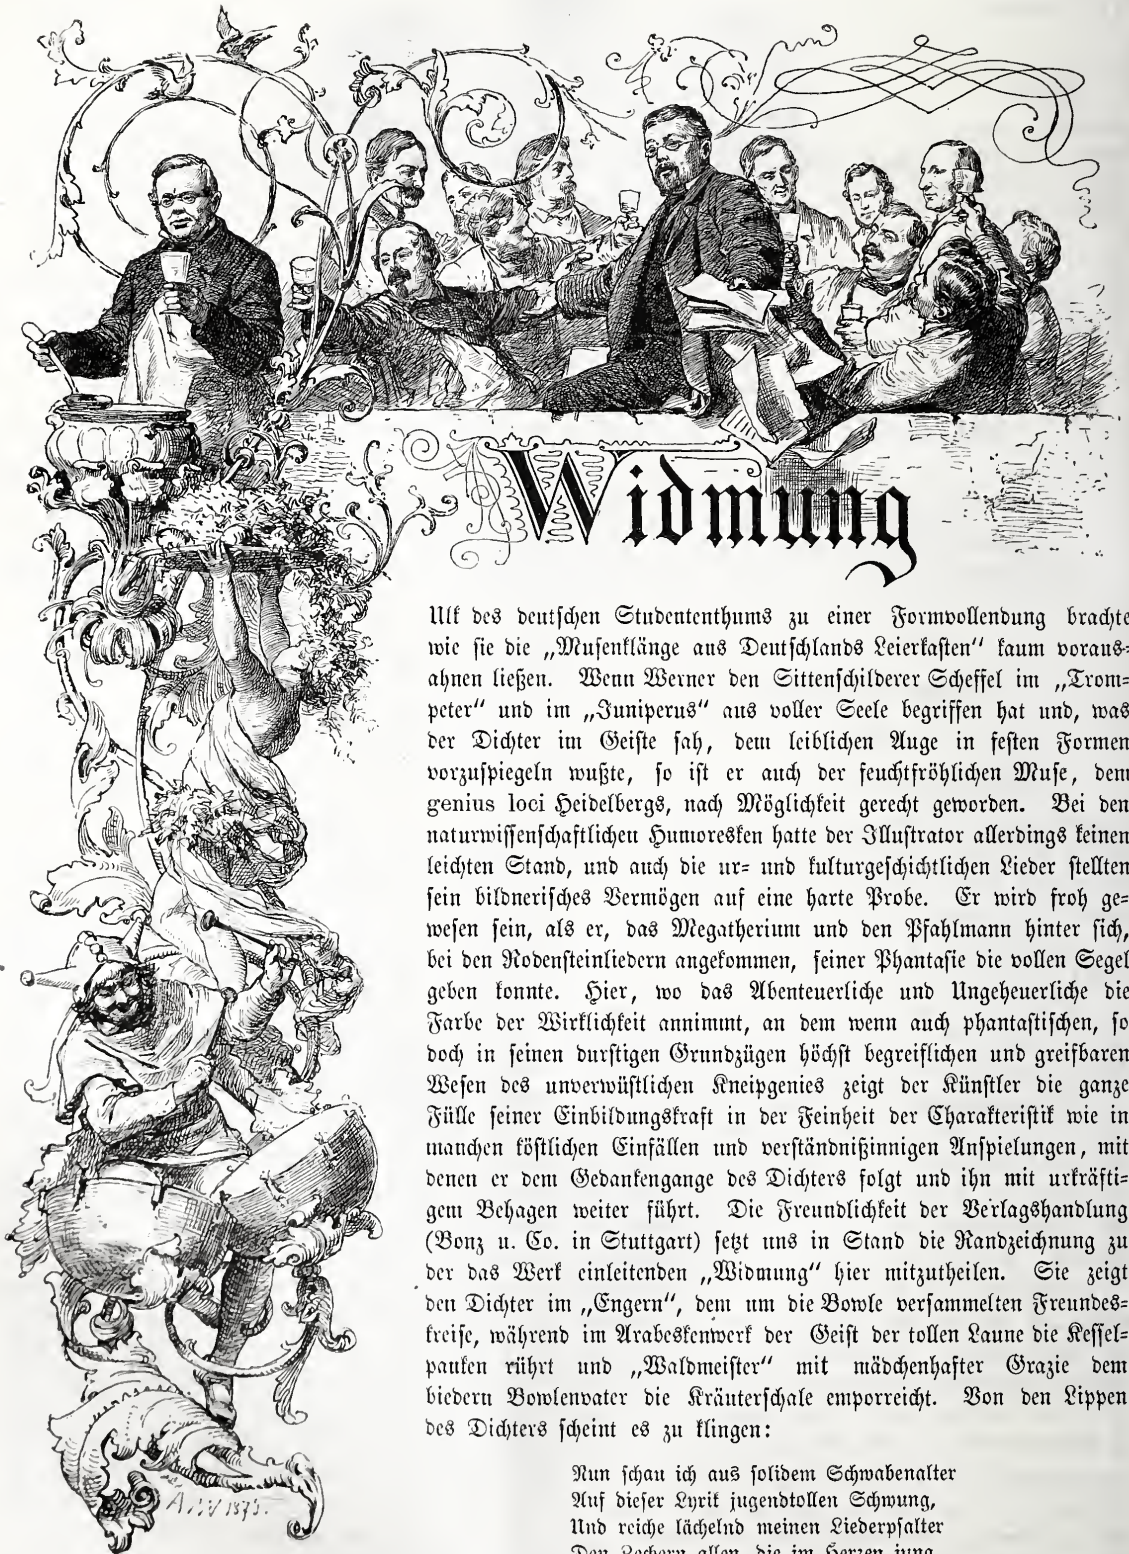 Widmung
Ulk des deutschen Studententhums zu einer Formvollendung brachte
wie sie die „Musenklänge aus Deutschlands Leierkasten“ kaum voraus-
ahnen ließen. Wenn Werner den Sittenschilderer Scheffel im „Trom-
peter“ und im „Juniperus“ aus voller Seele begriffen hat und, was
der Dichter im Geiste sah, dem leiblichen Auge in festen Formen
vorzuspiegeln wußte, so ist er auch der feuchtfröhlichen Muse, dem
genius loci Heidelbergs, nach Möglichkeit gerecht geworden. Bei den
naturwissenschaftlichen Humoresken hatte der Illustrator allerdings keinen
leichten Stand, und auch die ur- und kulturgeschichtlichen Lieder stellten
sein bildnerisches Vermögen auf eine harte Probe. Er wird froh ge-
wesen sein, als er, das Megatherium und den Pfahlmann hinter sich,
bei den Rodensteinliedern angekommen, seiner Phantasie die vollen Segel
geben konnte. Hier, wo das Abenteuerliche und Ungeheuerliche die
Farbe der Wirklichkeit annimmt, an dem wenn auch phantastischen, so
doch in seinen durstigen Grundzügen höchst begreiflichen und greifbaren
Wesen des unverwüstlichen Kneipgenies zeigt der Künstler die ganze
Fülle seiner Einbildungskraft in der Feinheit der Charakteristik wie in
manchen köstlichen Einfällen und verständnißinnigen Anspielungen, mit
denen er dem Gedankengange des Dichters folgt und ihn mit urkräfti-
gem Behagen weiter führt. Die Freundlichkeit der Verlagshandlung
(Bonz u. Co. in Stuttgart) setzt uns in Stand die Randzeichnung zu
der das Werk einleitenden „Widmung“ hier mitzutheilen. Sie zeigt
den Dichter im „Engern“, dem um die Bowle versammelten Freundes-
kreise, während im Arabeskenwerk der Geist der tollen Laune die Kessel-
pauken rührt und „Waldmeister“ mit mädchenhafter Grazie dem
biedern Bowlenvater die Kräuterschale emporreicht. Von den Lippen
des Dichters scheint es zu klingen:
Nun schau ich aus solidem Schwabenalter
Auf dieser Lyrik jugendtollen Schwung,
Und reiche lächelnd meinen Liederpsalter
Den Zechern allen, die im Herzen jung